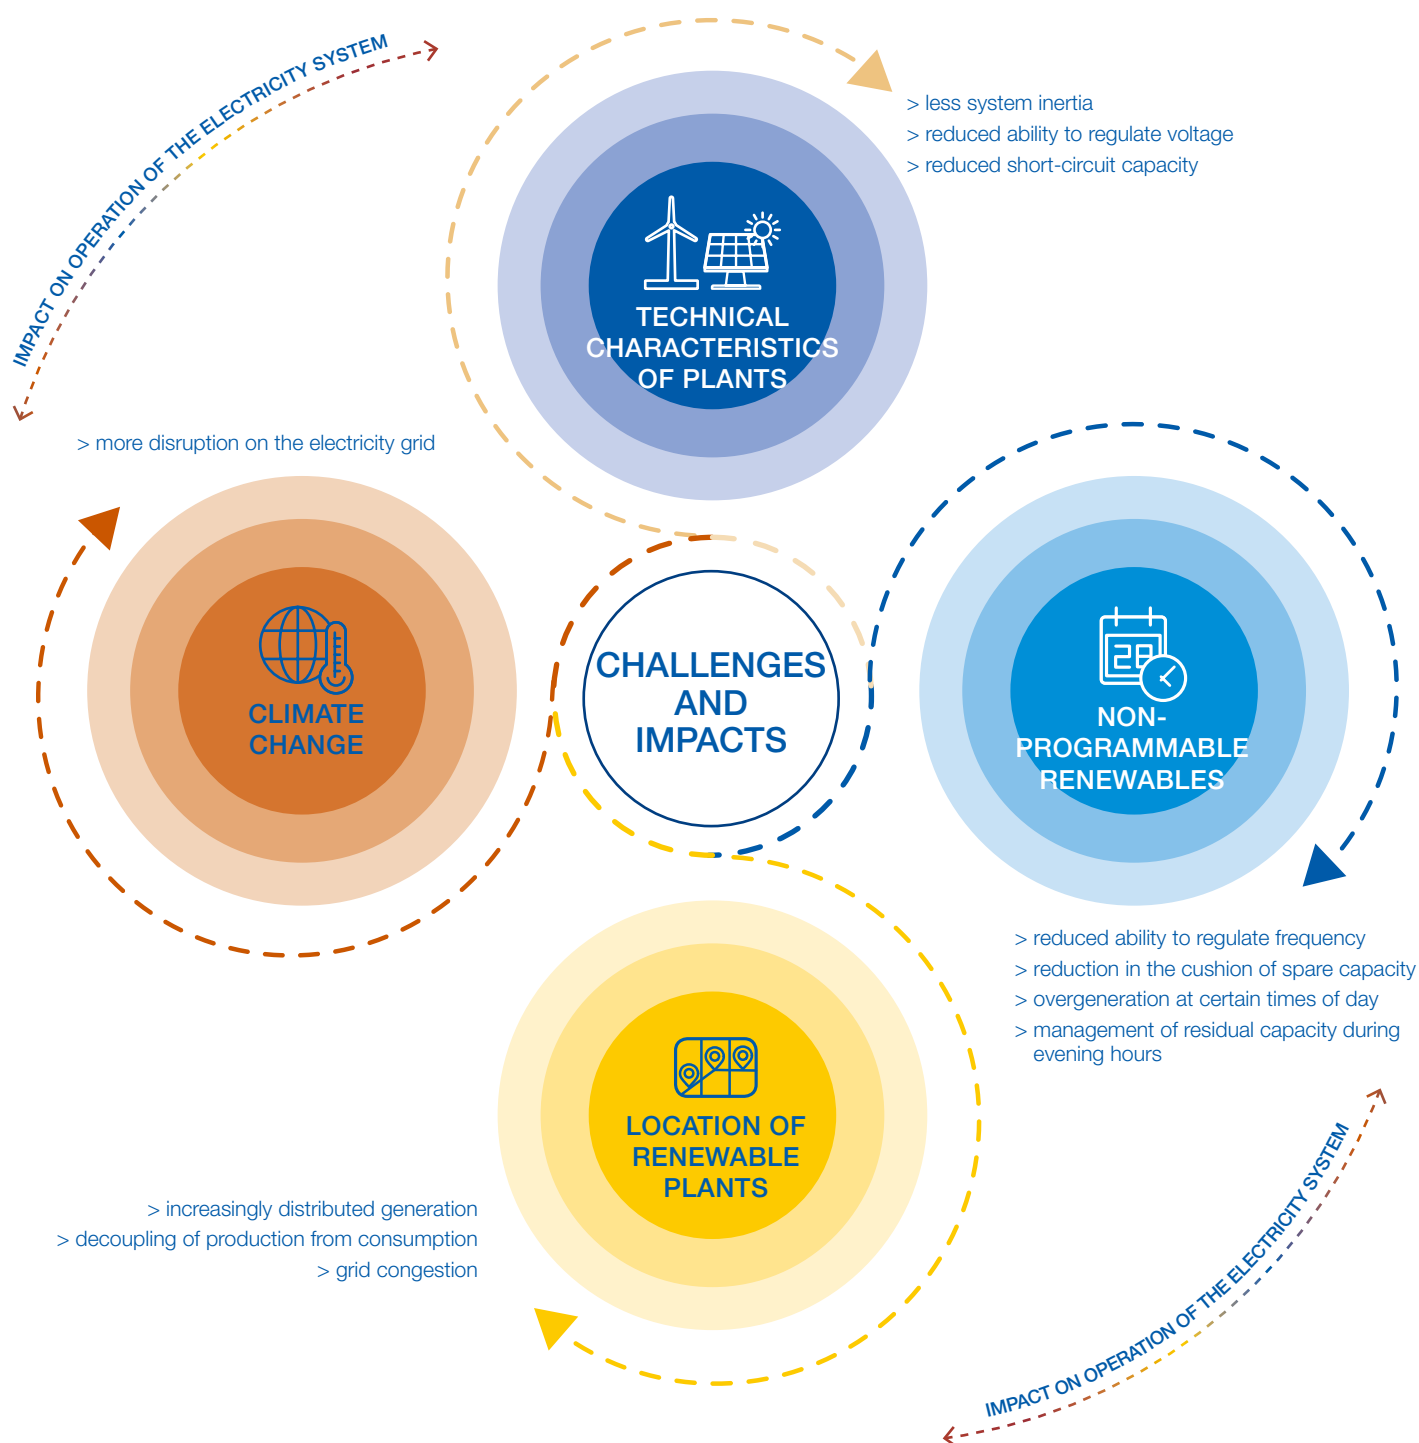 IMPACT ON OPERATION OF THE ELECTRICITY SYSTEM
> less system inertia
> reduced ability to regulate voltage
> reduced short-circuit capacity
TECHNICAL
CHARACTERISTICS
OF PLANTS
> more disruption on the electricity grid
CLIMATE
CHANGE
CHALLENGES
AND
IMPACTS
28
NON-
PROGRAMMABLE
RENEWABLES
> reduced ability to regulate frequency
> reduction in the cushion of spare capacity
> overgeneration at certain times of day
> management of residual capacity during
evening hours
LOCATION OF
RENEWABLE
PLANTS
> increasingly distributed generation
> decoupling of production from consumption
> grid congestion
IMPACT ON OPERATION OF THE ELECTRICITY SYSTEM